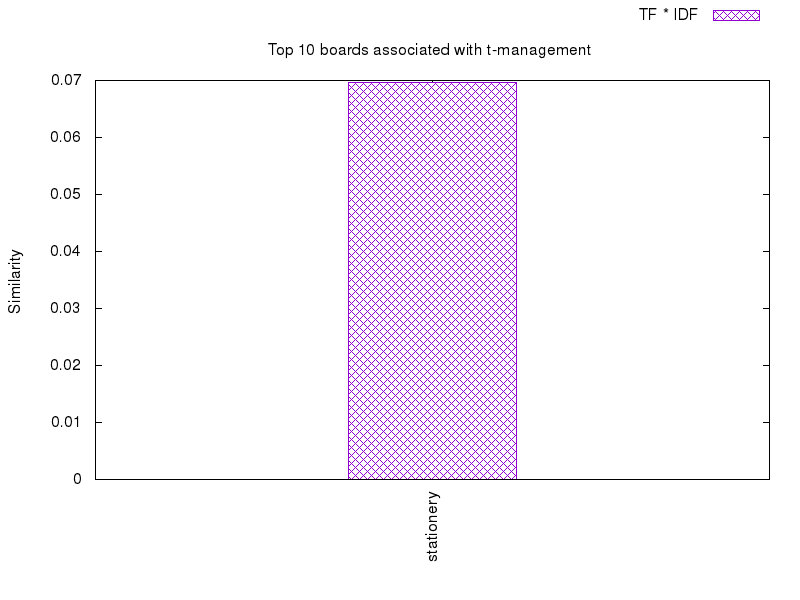 TF * IDF
Top 10 boards associated with t-management
0.07
0.06
0.05
0.04
0.03
0.02
0.01
0
Similarity
stationery